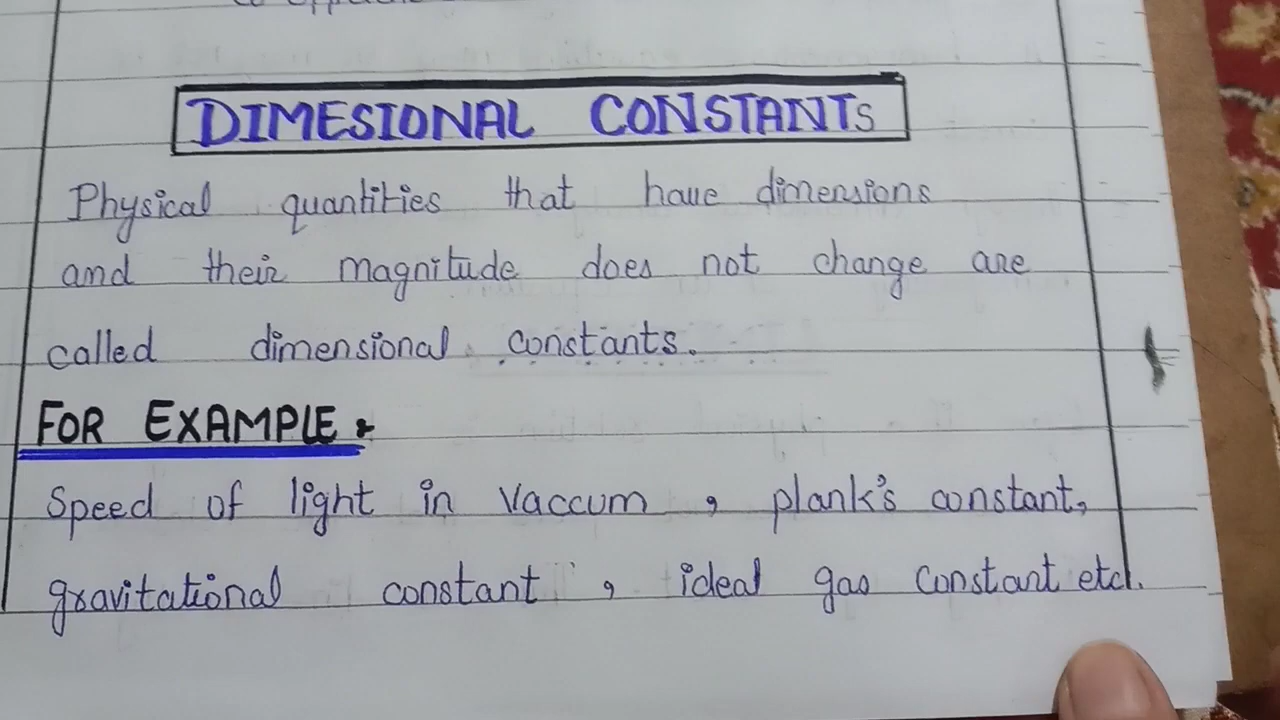 DIMESIONAL CONSTANTS
Physical quantities that have dimensions
and their magnitude does not change are
called dimensional constants.
FOR EXAMPLE:
Speed of light in vaccum, plank's constant,
gravitational constant, ideal gas constant etc.